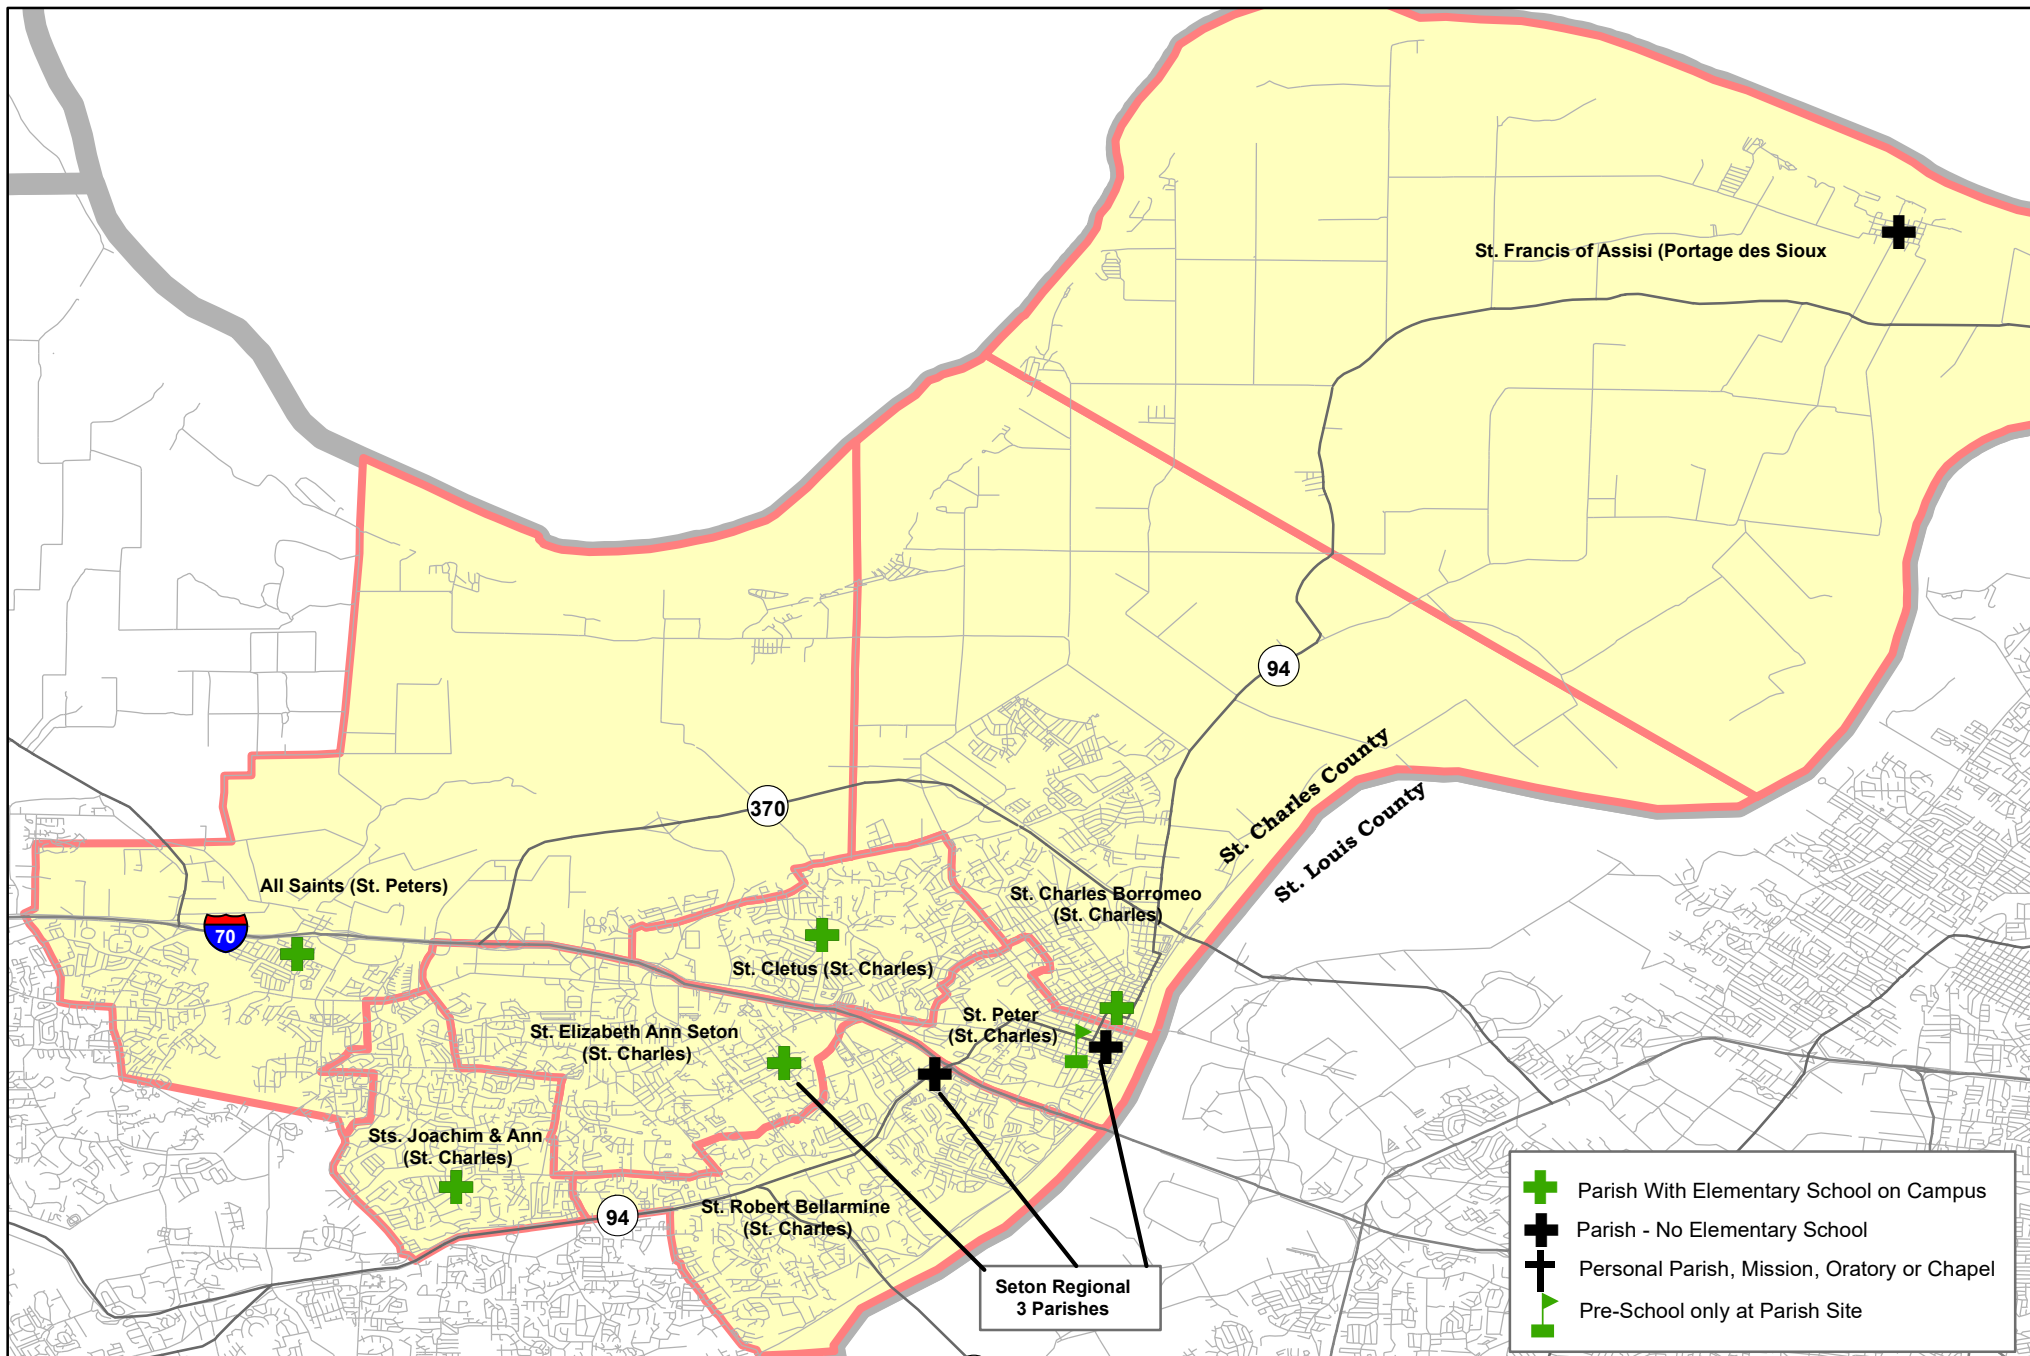 St. Francis of Assisi (Portage des Sioux
94
St. Charles County
St. Louis County
370
All Saints (St. Peters)
70
St. Charles Borromeo
(St. Charles)
St. Cletus (St. Charles)
St. Peter
(St. Charles)
St. Elizabeth Ann Seton
(St. Charles)
Sts. Joachim & Ann
(St. Charles)
94
St. Robert Bellarmine
(St. Charles)
Seton Regional
3 Parishes
Parish With Elementary School on Campus
Parish - No Elementary School
Personal Parish, Mission, Oratory or Chapel
Pre-School only at Parish Site